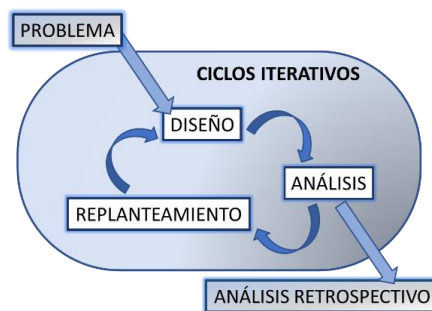 PROBLEMA
CICLOS ITERATIVOS
DISEÑO
ANÁLISIS
REPLANTEAMIENTO
ANÁLISIS RETROSPECTIVO